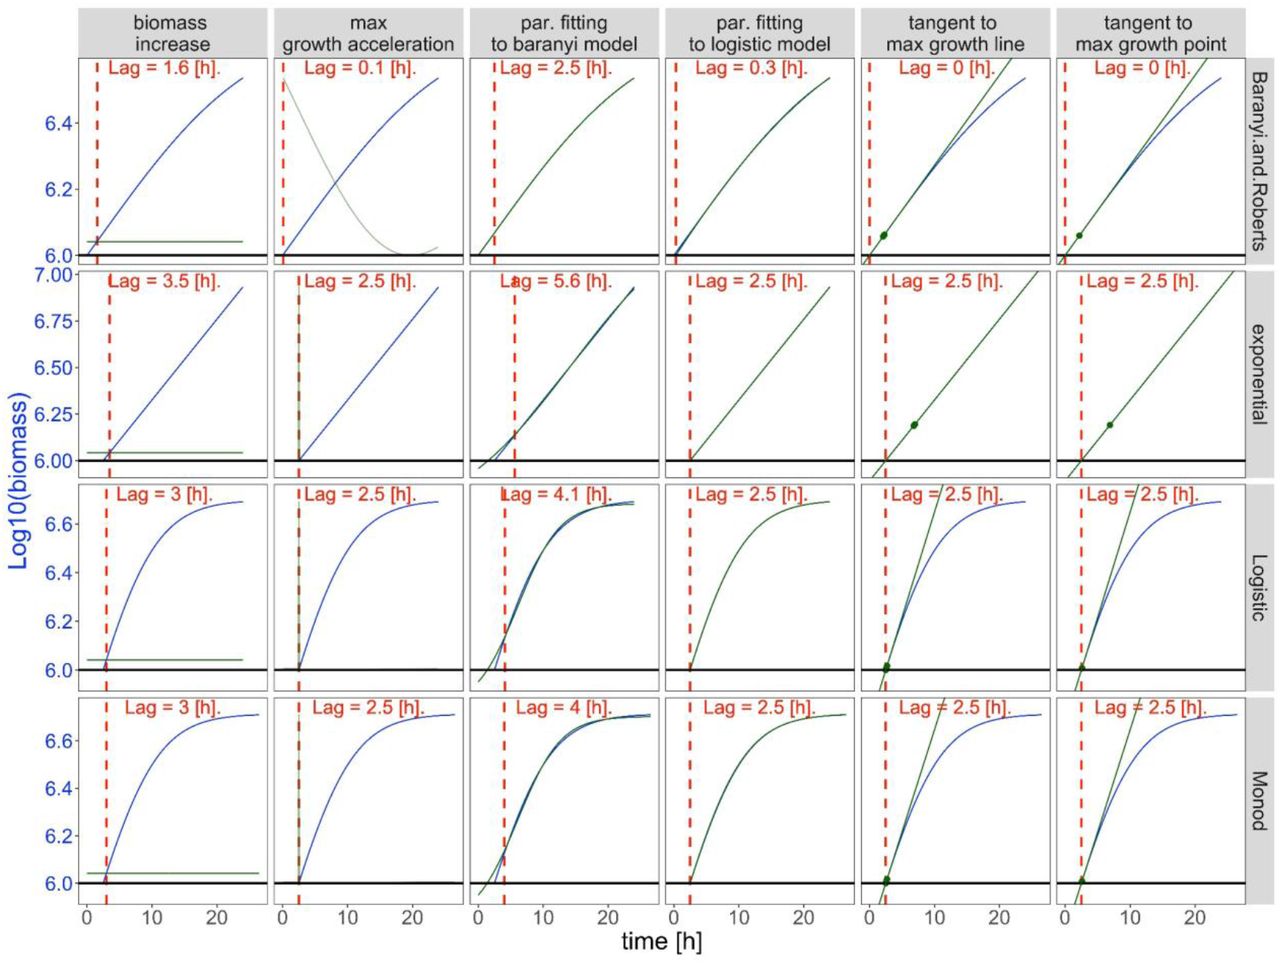 biomass
increase
max
growth acceleration
par. fitting
to baranyi model
par. fitting
to logistic model
tangent to
max growth line
tangent to
max growth point
Lag = 1.6 [h].
Lag = 0.1 [h].
Lag = 2.5 [h].
Lag = 0.3 [h].
Lag = 0 [h].
Lag = 0 [h].
Baranyi.and.Roberts
6.4
6.2
6.0
Lag = 3.5 [h].
Lag = 2.5 [h].
Lag = 5.6 [h].
Lag = 2.5 [h].
Lag = 2.5 [h].
Lag = 2.5 [h].
exponential
7.00
6.75
6.50
6.25
6.00
Log10(biomass)
Lag = 3 [h].
Lag = 2.5 [h].
Lag = 4.1 [h].
Lag = 2.5 [h].
Lag = 2.5 [h].
Lag = 2.5 [h].
Logistic
6.6
6.4
6.2
6.0
Lag = 3 [h].
Lag = 2.5 [h].
Lag = 4 [h].
Lag = 2.5 [h].
Lag = 2.5 [h].
Lag = 2.5 [h].
Monod
6.6
6.4
6.2
6.0
0 10 20
0 10 20
0 10 20
0 10 20
0 10 20
0 10 20
time [h]